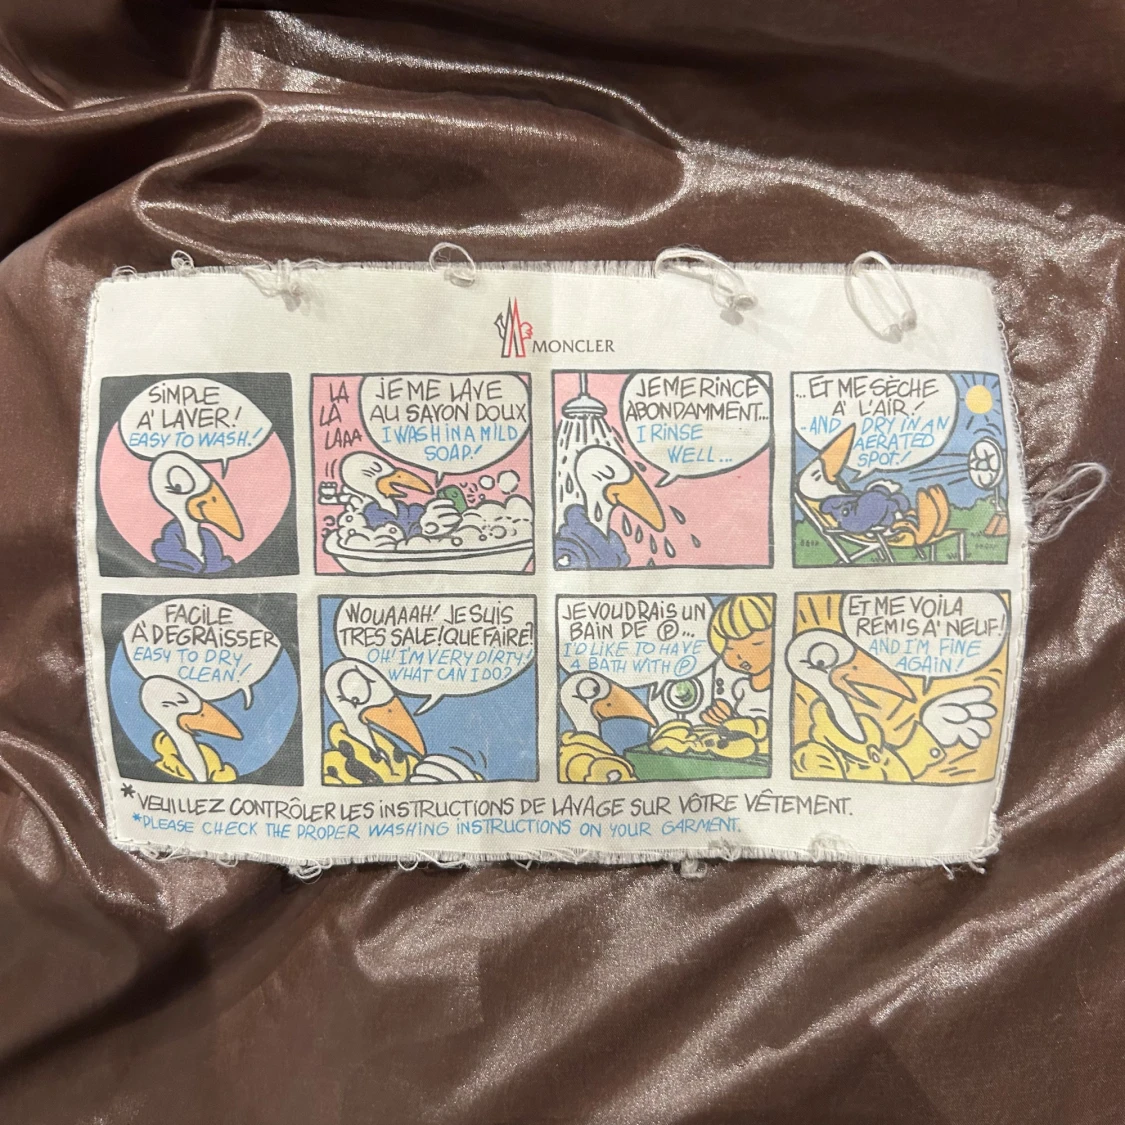 MONCLER
SIMPLE
A' LAVER!
EASY TO WASH!
LA
LA
LAAA
JE ME LAVE
AU SAVON DOUX
I WASH IN A MILD
SOAP!
JE ME RINCE
ABONDAMMENT...
I RINSE
WELL...
...ET ME SÈCHE
A' L'AIR!
-AND DRY IN AN
AERATED
SPOT!
FACILE
A' DEGRAISSER
EASY TO DRY
CLEAN!
WOUAAAH! JE SUIS
TRES SALE! QUE FAIRE?
OH! I'M VERY DIRTY!
WHAT CAN I DO?
JE VOUDRAIS UN
BAIN DE Ⓟ...
I'D LIKE TO HAVE
A BATH WITH Ⓟ
ET ME VOILA
REMIS A' NEUF!
AND I'M FINE
AGAIN!
* VEUILLEZ CONTRÔLER LES INSTRUCTIONS DE LAVAGE SUR VÔTRE VÊTEMENT.
*PLEASE CHECK THE PROPER WASHING INSTRUCTIONS ON YOUR GARMENT.